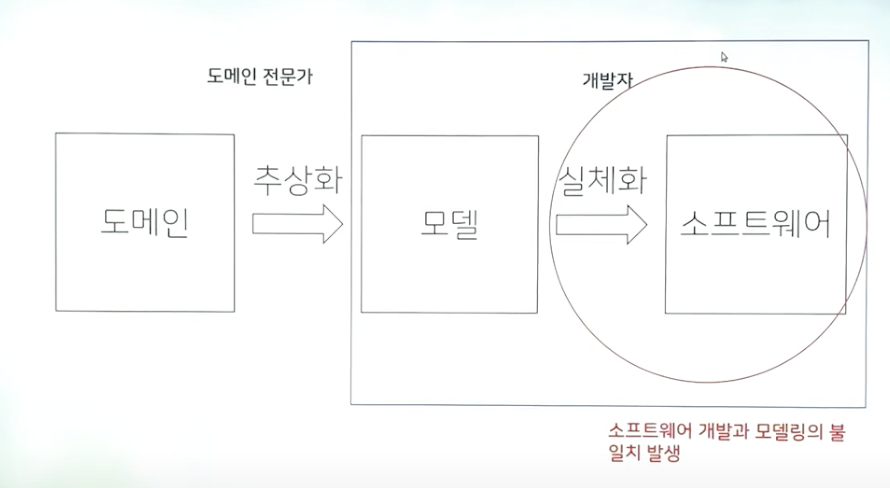 도메인 전문가
개발자
추상화
실체화
도메인
모델
소프트웨어
소프트웨어 개발과 모델링의 불
일치 발생